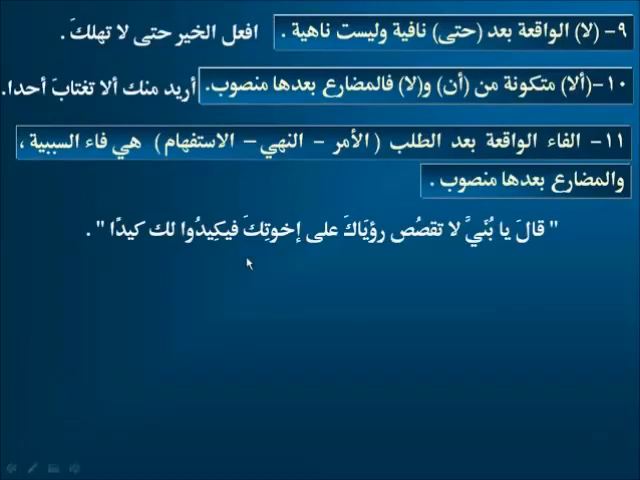 ٩- (لا) الواقعة بعد (حتى) نافية وليست ناهية . افعل الخير حتى لا تهلكَ .
١٠-(ألا) متكونة من (أن) و(لا) فالمضارع بعدها منصوب. أريد منك ألا تغتابَ أحدا.
١١- الفاء الواقعة بعد الطلب (الأمر – النهي– الاستفهام) هي فاء السببية ،
والمضارع بعدها منصوب .
" قالَ يا بُنَيَّ لا تقصُص رؤيَاكَ على إخوتِكَ فيكِيدُوا لك كيدًا " .